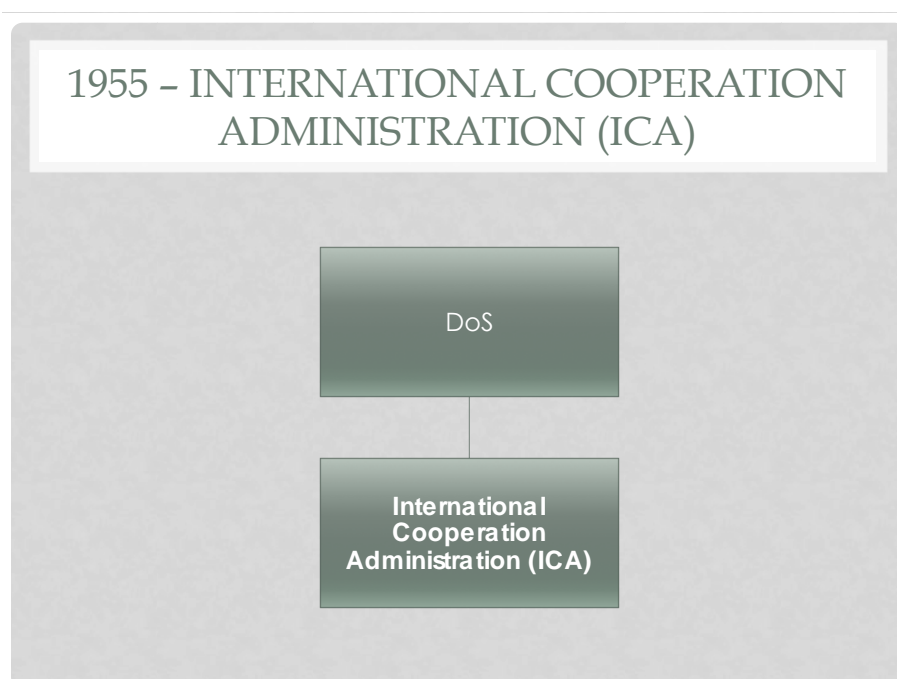 1955 – INTERNATIONAL COOPERATION
ADMINISTRATION (ICA)
DoS
International
Cooperation
Administration (ICA)